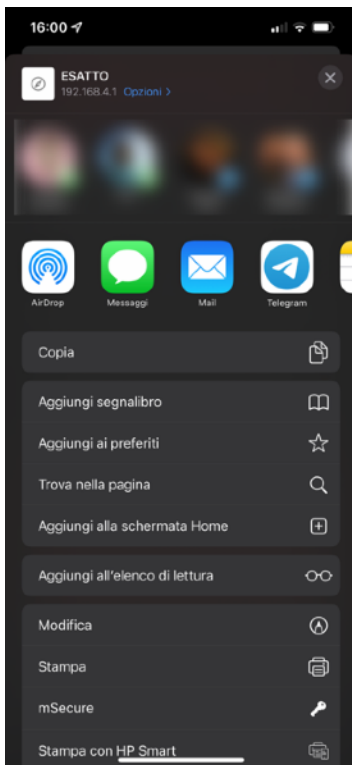 16:00
ESATTO
192.168.4.1 Opzioni >
AirDrop
Messaggi
Mail
Telegram
Copia
Aggiungi segnalibro
Aggiungi ai preferiti
Trova nella pagina
Aggiungi alla schermata Home
Aggiungi all'elenco di lettura
Modifica
Stampa
mSecure
Stampa con HP Smart